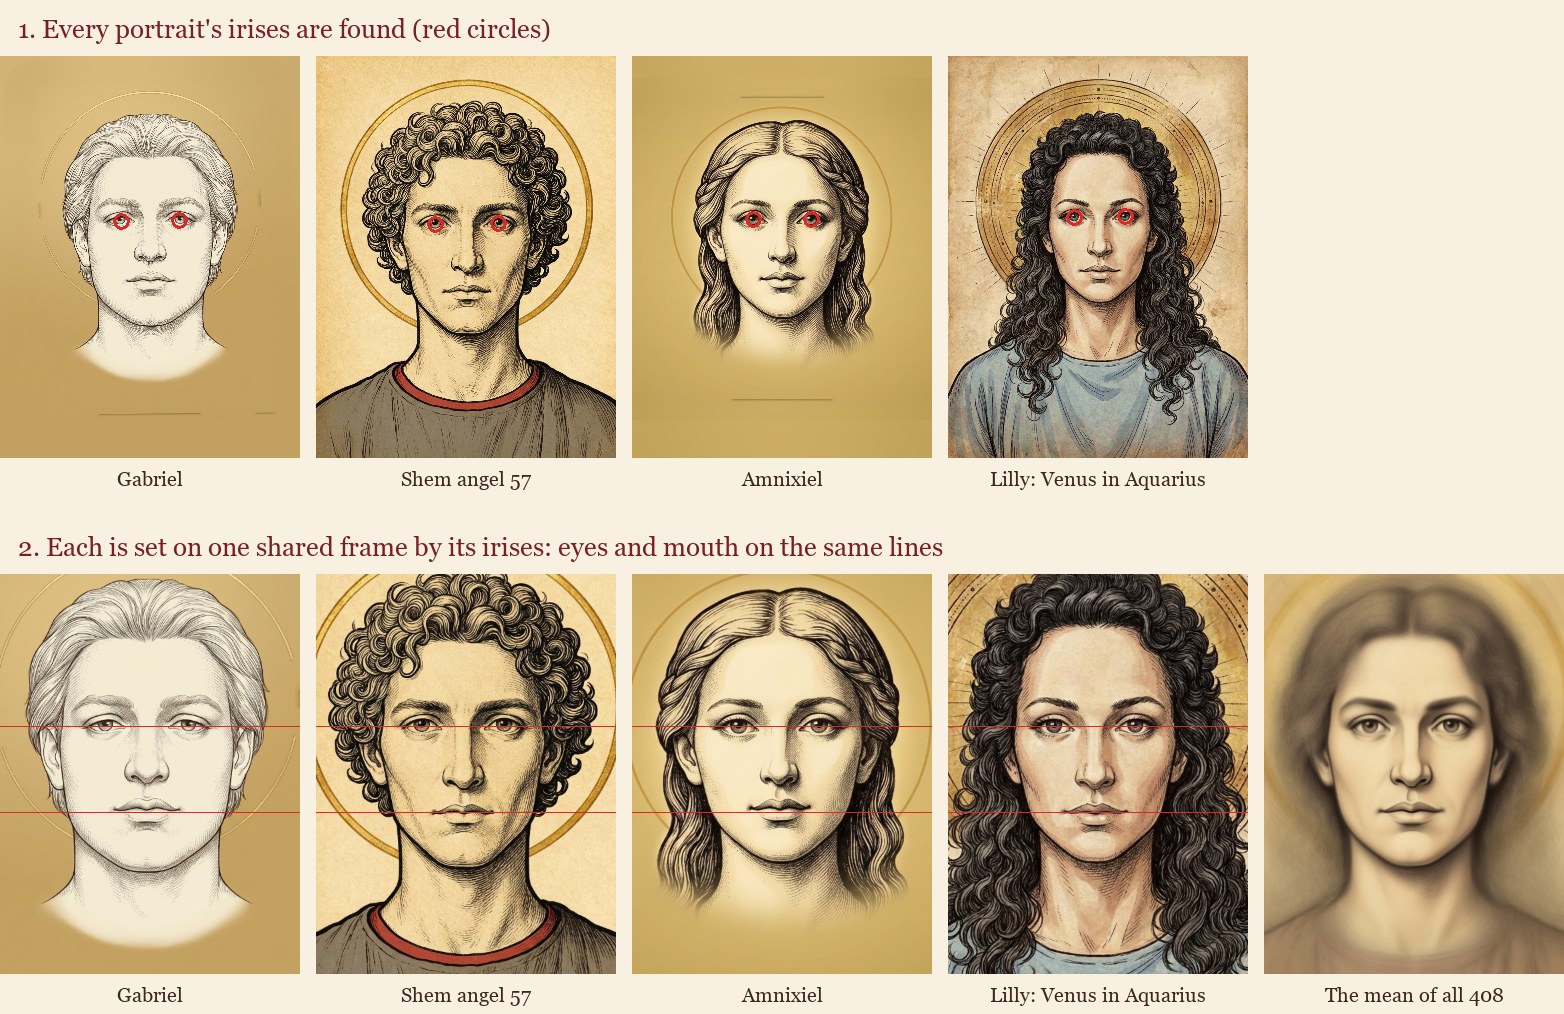 1. Every portrait's irises are found (red circles)
Gabriel
Shem angel 57
Amnixiel
Lilly: Venus in Aquarius
2. Each is set on one shared frame by its irises: eyes and mouth on the same lines
Gabriel
Shem angel 57
Amnixiel
Lilly: Venus in Aquarius
The mean of all 408